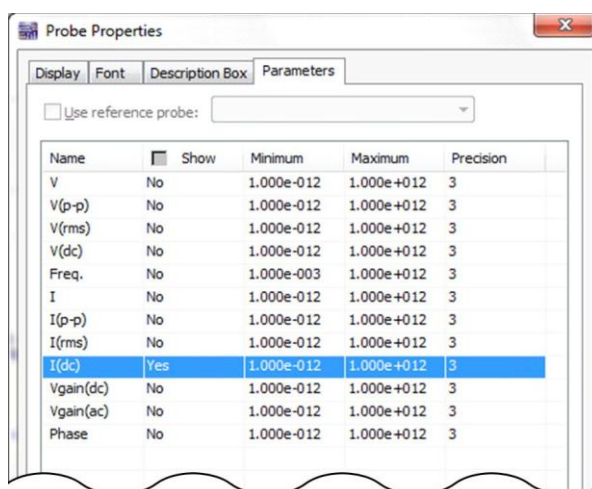 Probe Properties
Display Font Description Box Parameters
Use reference probe:
Name Show Minimum Maximum Precision
V No 1.000e-012 1.000e+012 3
V(p-p) No 1.000e-012 1.000e+012 3
V(rms) No 1.000e-012 1.000e+012 3
V(dc) No 1.000e-012 1.000e+012 3
Freq. No 1.000e-003 1.000e+012 3
I No 1.000e-012 1.000e+012 3
I(p-p) No 1.000e-012 1.000e+012 3
I(rms) No 1.000e-012 1.000e+012 3
I(dc) Yes 1.000e-012 1.000e+012 3
Vgain(dc) No 1.000e-012 1.000e+012 3
Vgain(ac) No 1.000e-012 1.000e+012 3
Phase No 1.000e-012 1.000e+012 3